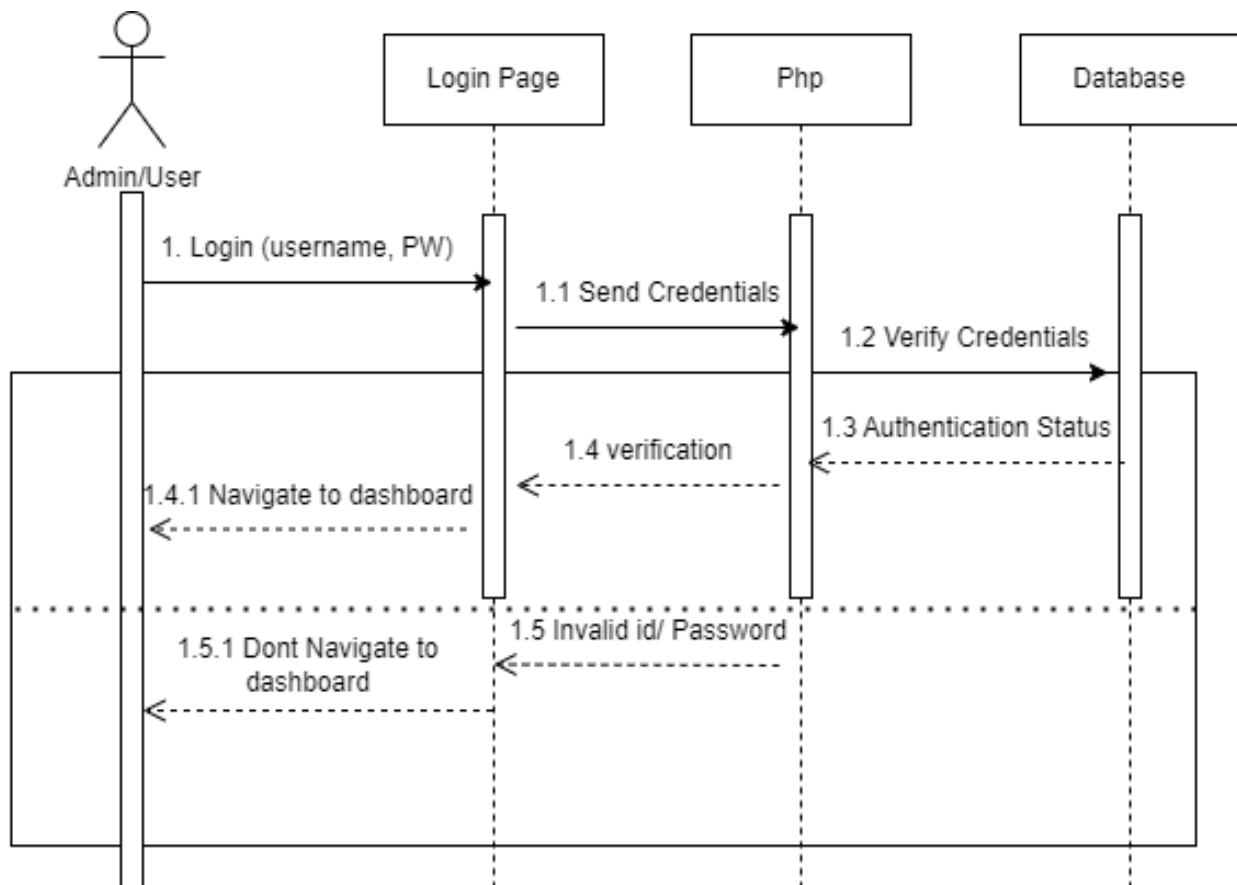 Login Page
Php
Database
Admin/User
1. Login (username, PW)
1.1 Send Credentials
1.2 Verify Credentials
1.3 Authentication Status
1.4 verification
1.4.1 Navigate to dashboard
1.5 Invalid id/ Password
1.5.1 Dont Navigate to
dashboard